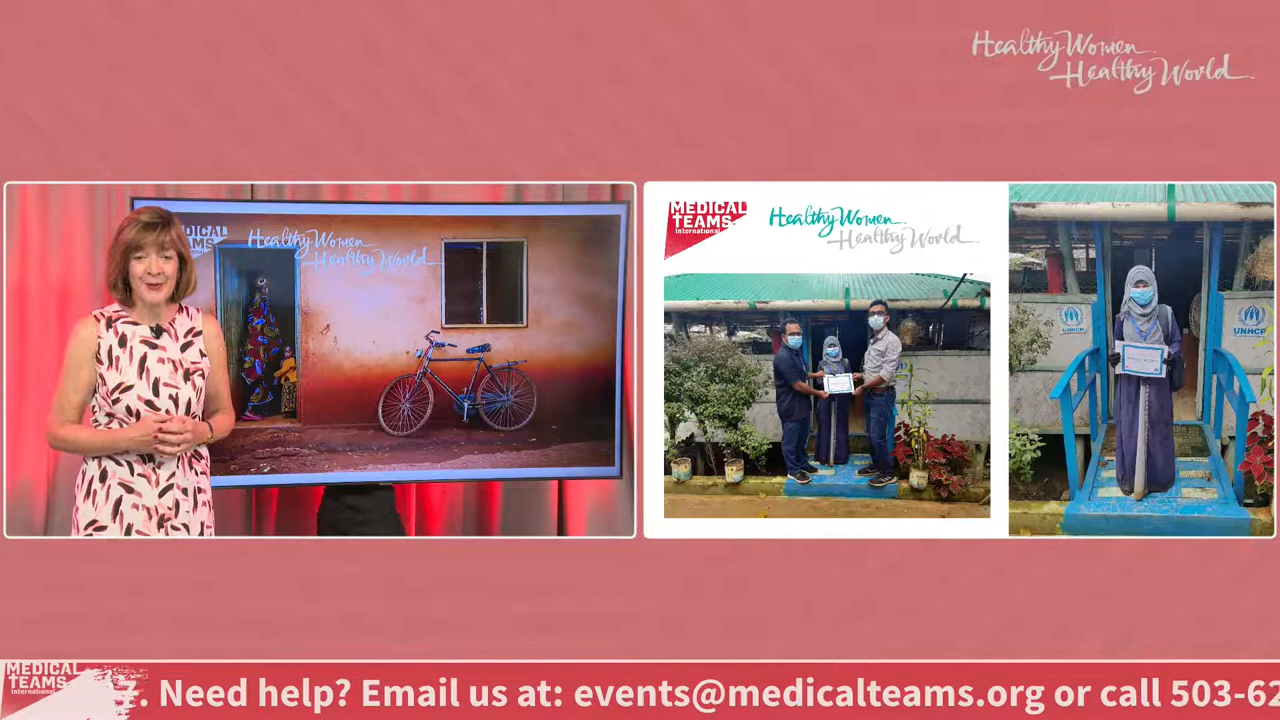 Healthy Women
Healthy World
MEDICAL
TEAMS
Healthy Women
Healthy World
MEDICAL
TEAMS
International
Healthy Women
Healthy World
UNHCR
UNHCR
MEDICAL
TEAMS
International
. Need help? Email us at: events@medicalteams.org or call 503-62